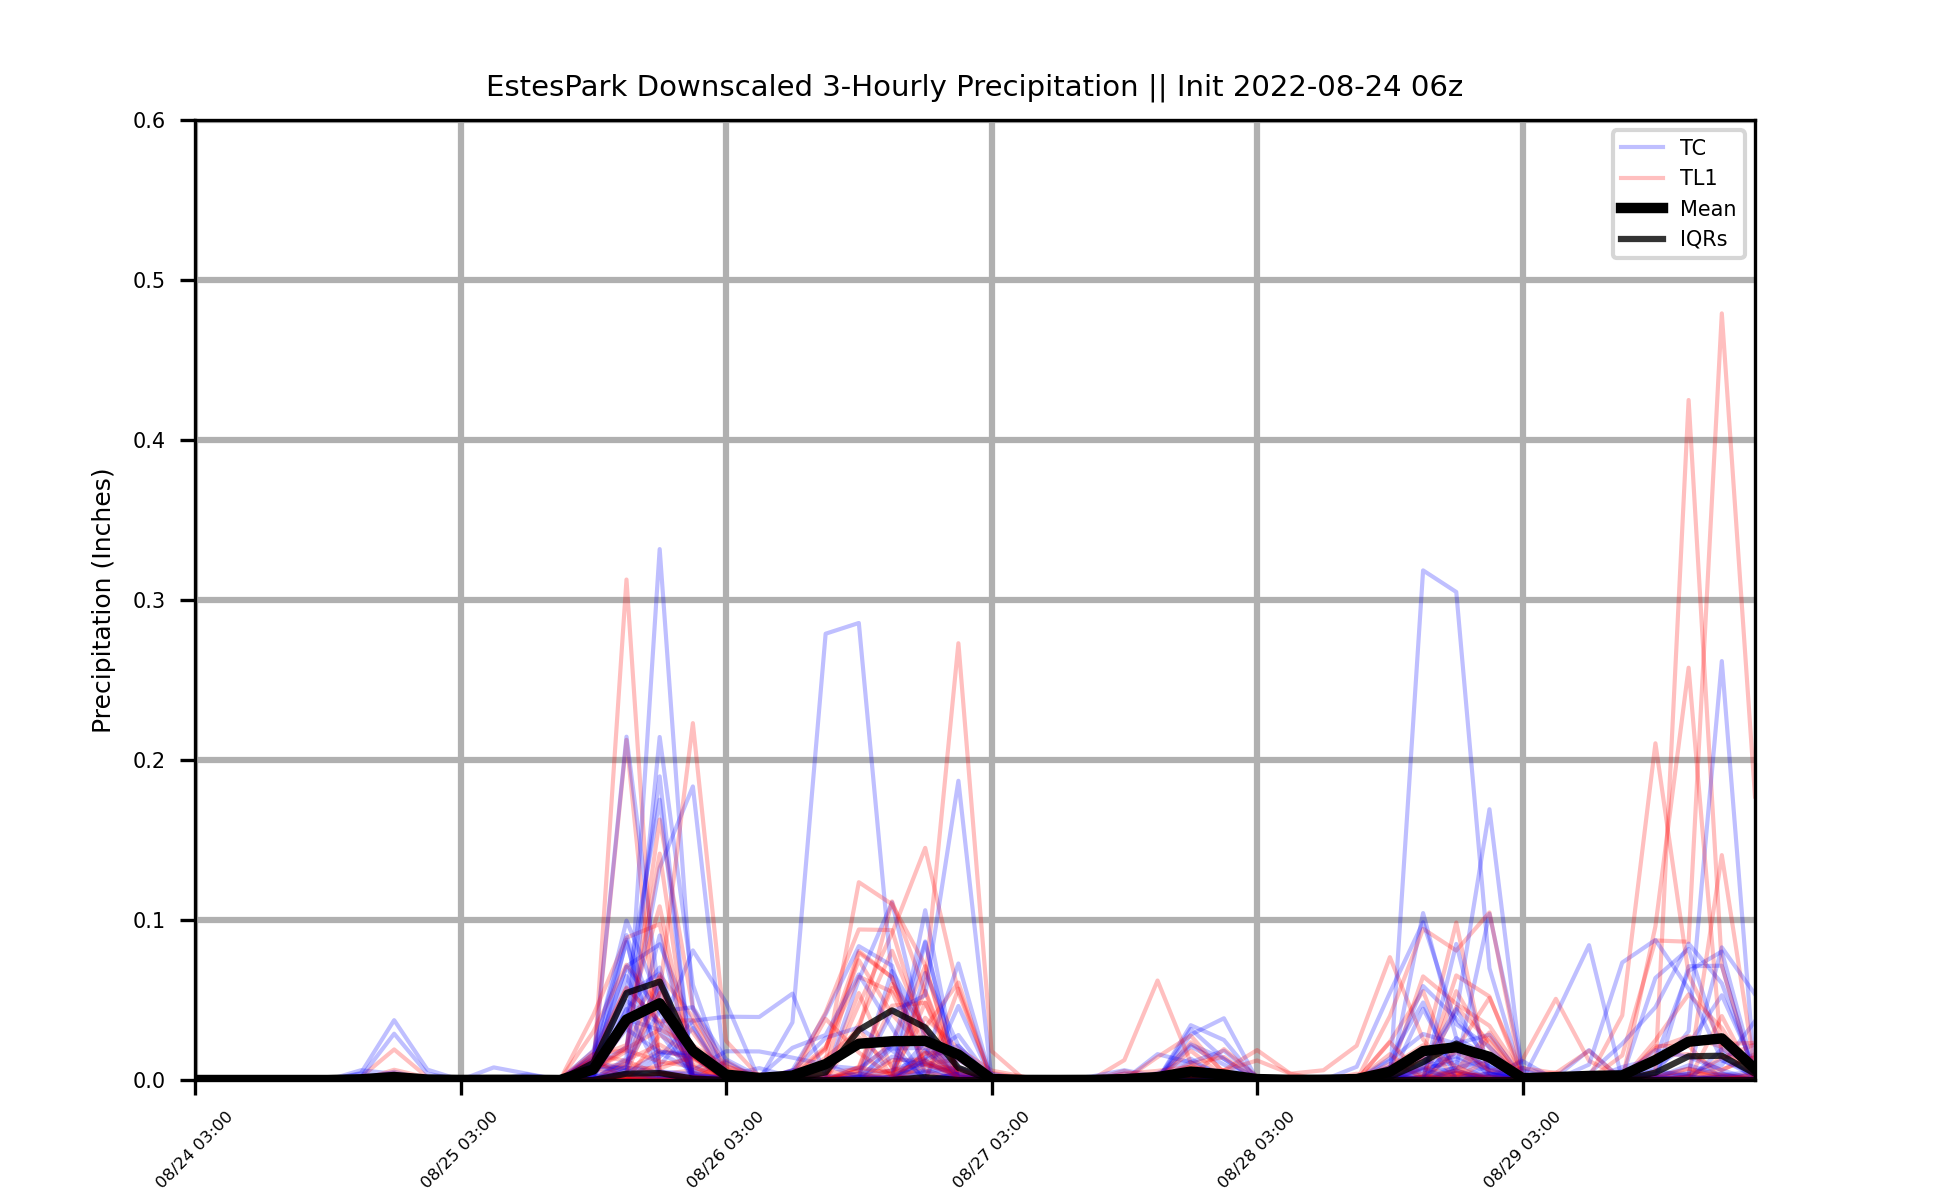 EstesPark Downscaled 3-Hourly Precipitation || Init 2022-08-24 06z
TC
TL1
Mean
IQRs
Precipitation (Inches)
0.6
0.5
0.4
0.3
0.2
0.1
0.0
08/24 03:00
08/25 03:00
08/26 03:00
08/27 03:00
08/28 03:00
08/29 03:00